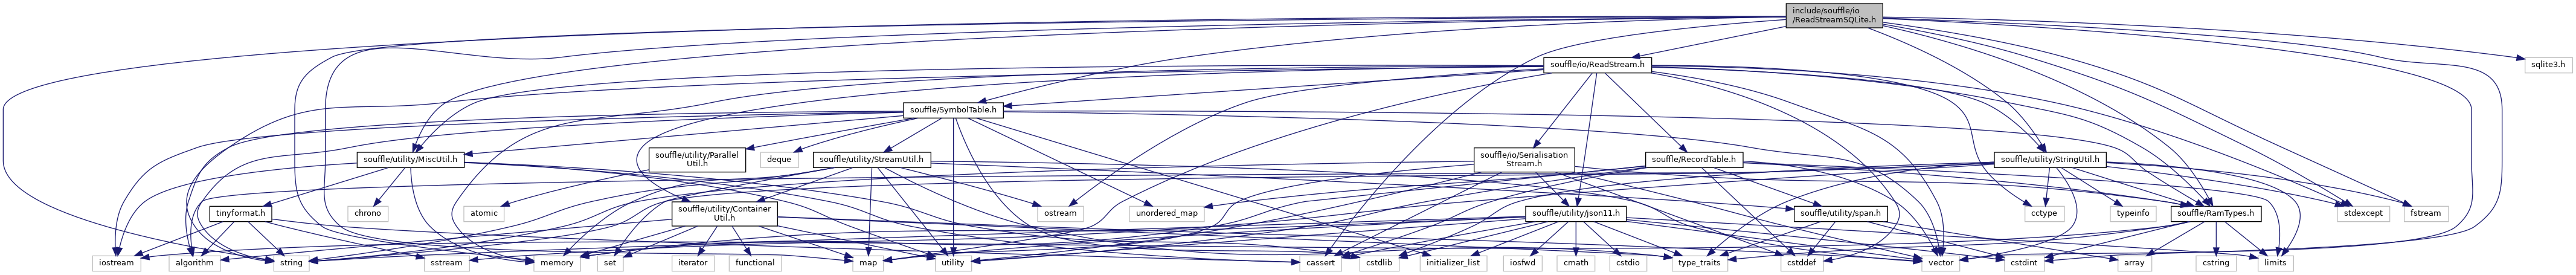 include/souffle/io
/ReadStreamSQLite.h
souffle/io/ReadStream.h
sqlite3.h
souffle/SymbolTable.h
souffle/utility/MiscUtil.h
souffle/utility/Parallel
Util.h
deque
souffle/utility/StreamUtil.h
souffle/io/Serialisation
Stream.h
souffle/RecordTable.h
souffle/utility/StringUtil.h
tinyformat.h
chrono
atomic
souffle/utility/Container
Util.h
ostream
unordered_map
souffle/utility/json11.h
souffle/utility/span.h
cctype
typeinfo
souffle/RamTypes.h
stdexcept
fstream
iostream
algorithm
string
sstream
memory
set
iterator
functional
map
utility
cassert
cstdlib
initializer_list
iosfwd
cmath
cstdio
type_traits
cstddef
vector
cstdint
array
cstring
limits